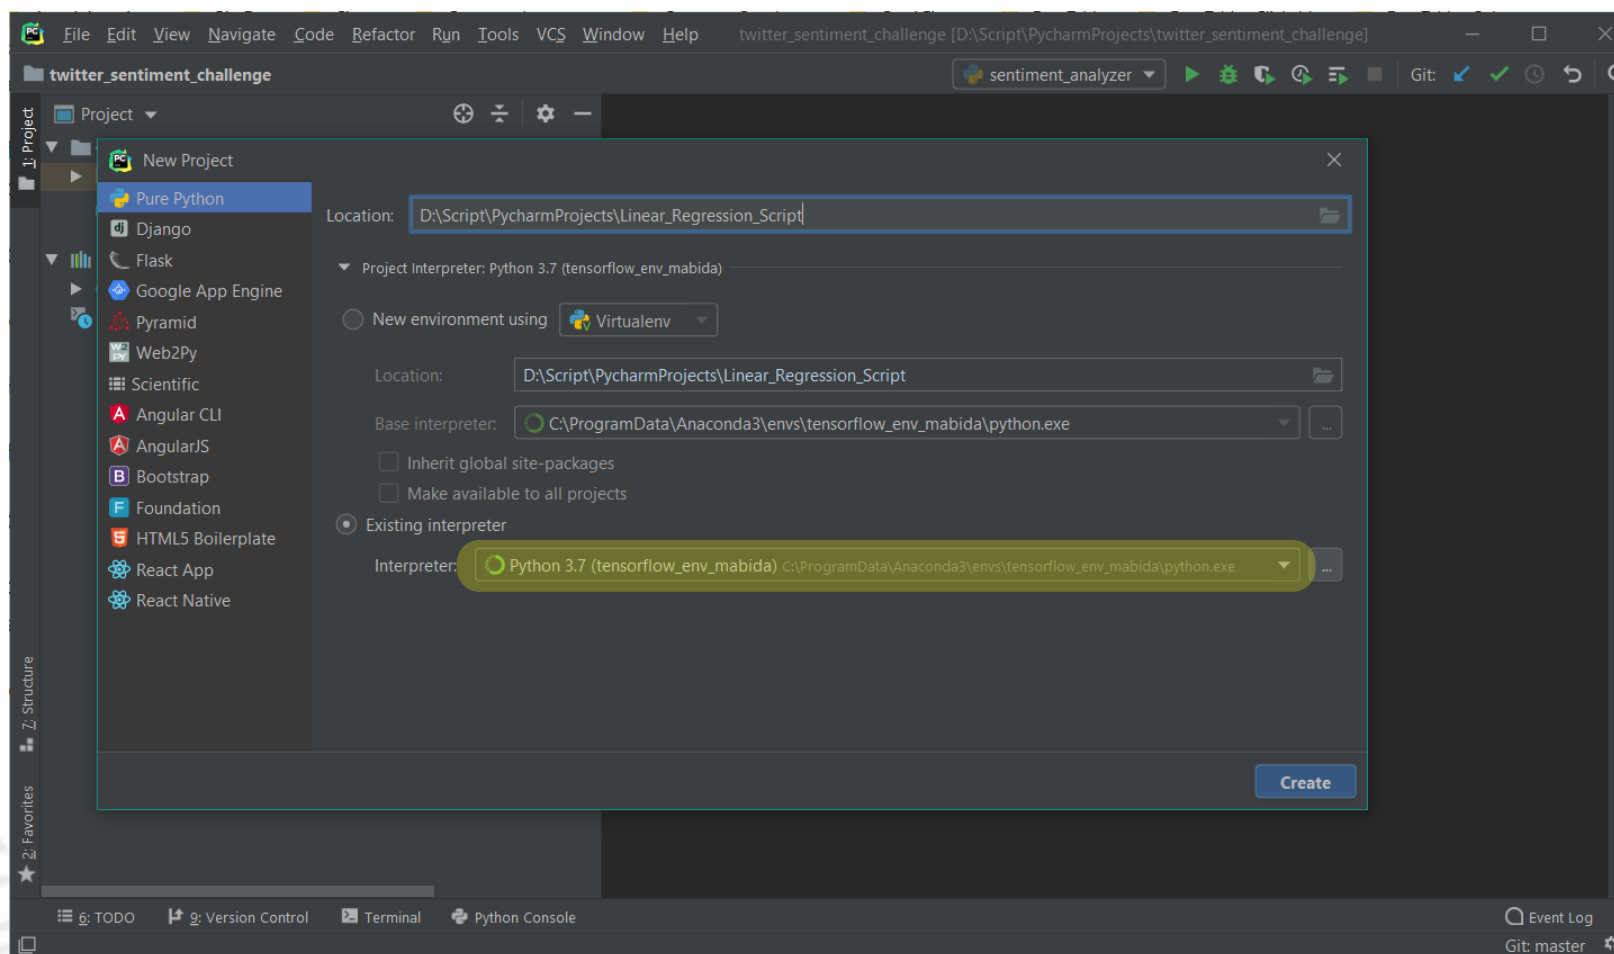 File Edit View Navigate Code Refactor Run Tools VCS Window Help twitter_sentiment_challenge [D:\Script\PycharmProjects\twitter_sentiment_challenge]
twitter_sentiment_challenge sentiment_analyzer Git:
1: Project
Project
New Project
Pure Python
Django
Flask
Google App Engine
Pyramid
Web2Py
Scientific
Angular CLI
AngularJS
Bootstrap
Foundation
HTML5 Boilerplate
React App
React Native
Location: D:\Script\PycharmProjects\Linear_Regression_Script
Project Interpreter: Python 3.7 (tensorflow_env_mabida)
New environment using Virtualenv
Location: D:\Script\PycharmProjects\Linear_Regression_Script
Base interpreter: C:\ProgramData\Anaconda3\envs\tensorflow_env_mabida\python.exe ...
Inherit global site-packages
Make available to all projects
Existing interpreter
Interpreter: Python 3.7 (tensorflow_env_mabida) C:\ProgramData\Anaconda3\envs\tensorflow_env_mabida\python.exe ...
Create
7: Structure
2: Favorites
6: TODO 9: Version Control Terminal Python Console Event Log
Git: master